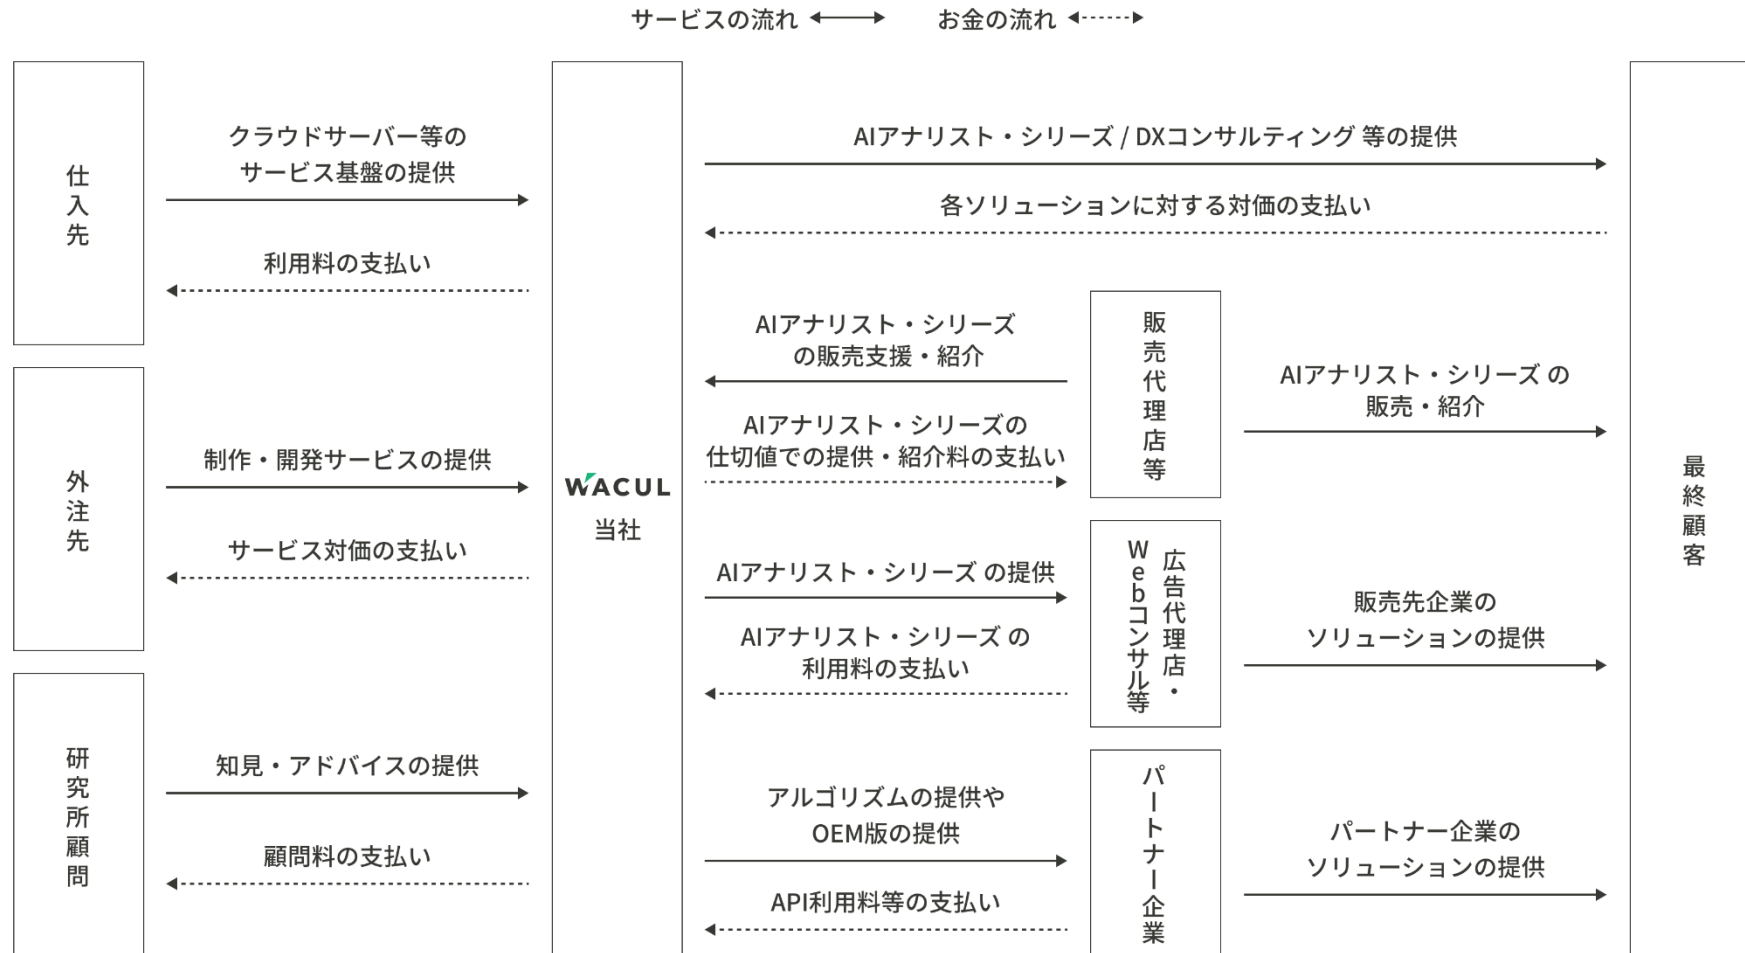 サービスの流れ
お金の流れ
仕入先
クラウドサーバー等の
サービス基盤の提供
利用料の支払い
外注先
制作・開発サービスの提供
サービス対価の支払い
研究所顧問
知見・アドバイスの提供
顧問料の支払い
WACUL
当社
AIアナリスト・シリーズ / DXコンサルティング 等の提供
各ソリューションに対する対価の支払い
AIアナリスト・シリーズ
の販売支援・紹介
AIアナリスト・シリーズの
仕切値での提供・紹介料の支払い
販売代理店等
AIアナリスト・シリーズ の
販売・紹介
AIアナリスト・シリーズ の提供
AIアナリスト・シリーズ の
利用料の支払い
広告代理店・
Webコンサル等
販売先企業の
ソリューションの提供
アルゴリズムの提供や
OEM版の提供
API利用料等の支払い
パートナー企業
パートナー企業の
ソリューションの提供
最終顧客